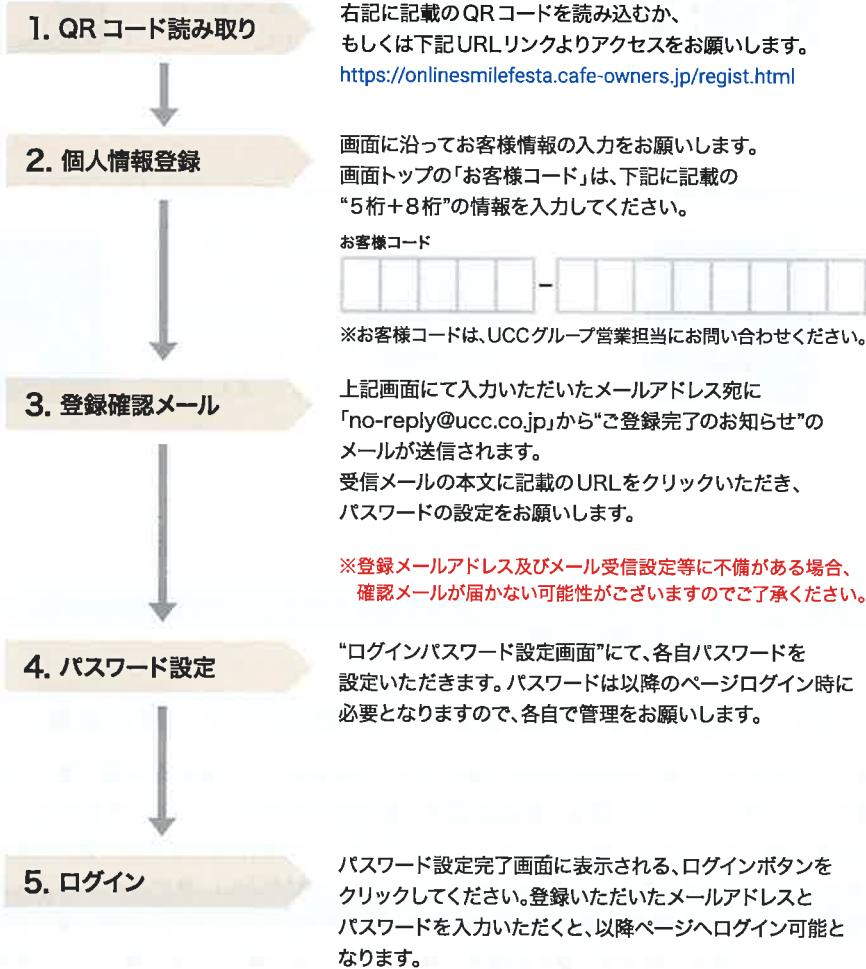 1. QRコード読み取り
右記に記載のQRコードを読み込むか、
もしくは下記URLリンクよりアクセスをお願いします。
https://onlinesmilefesta.cafe-owners.jp/regist.html
2. 個人情報登録
画面に沿ってお客様情報の入力をお願いします。
画面トップの「お客様コード」は、下記に記載の
“5桁＋8桁”の情報を入力してください。
お客様コード
-
※お客様コードは、UCCグループ営業担当にお問い合わせください。
3. 登録確認メール
上記画面にて入力いただいたメールアドレス宛に
「no-reply@ucc.co.jp」から“ご登録完了のお知らせ”の
メールが送信されます。
受信メールの本文に記載のURLをクリックいただき、
パスワードの設定をお願いします。
※登録メールアドレス及びメール受信設定等に不備がある場合、
確認メールが届かない可能性がございますのでご了承ください。
4. パスワード設定
“ログインパスワード設定画面”にて、各自パスワードを
設定いただきます。パスワードは以降のページログイン時に
必要となりますので、各自で管理をお願いします。
5. ログイン
パスワード設定完了画面に表示される、ログインボタンを
クリックしてください。登録いただいたメールアドレスと
パスワードを入力いただくと、以降ページへログイン可能と
なります。